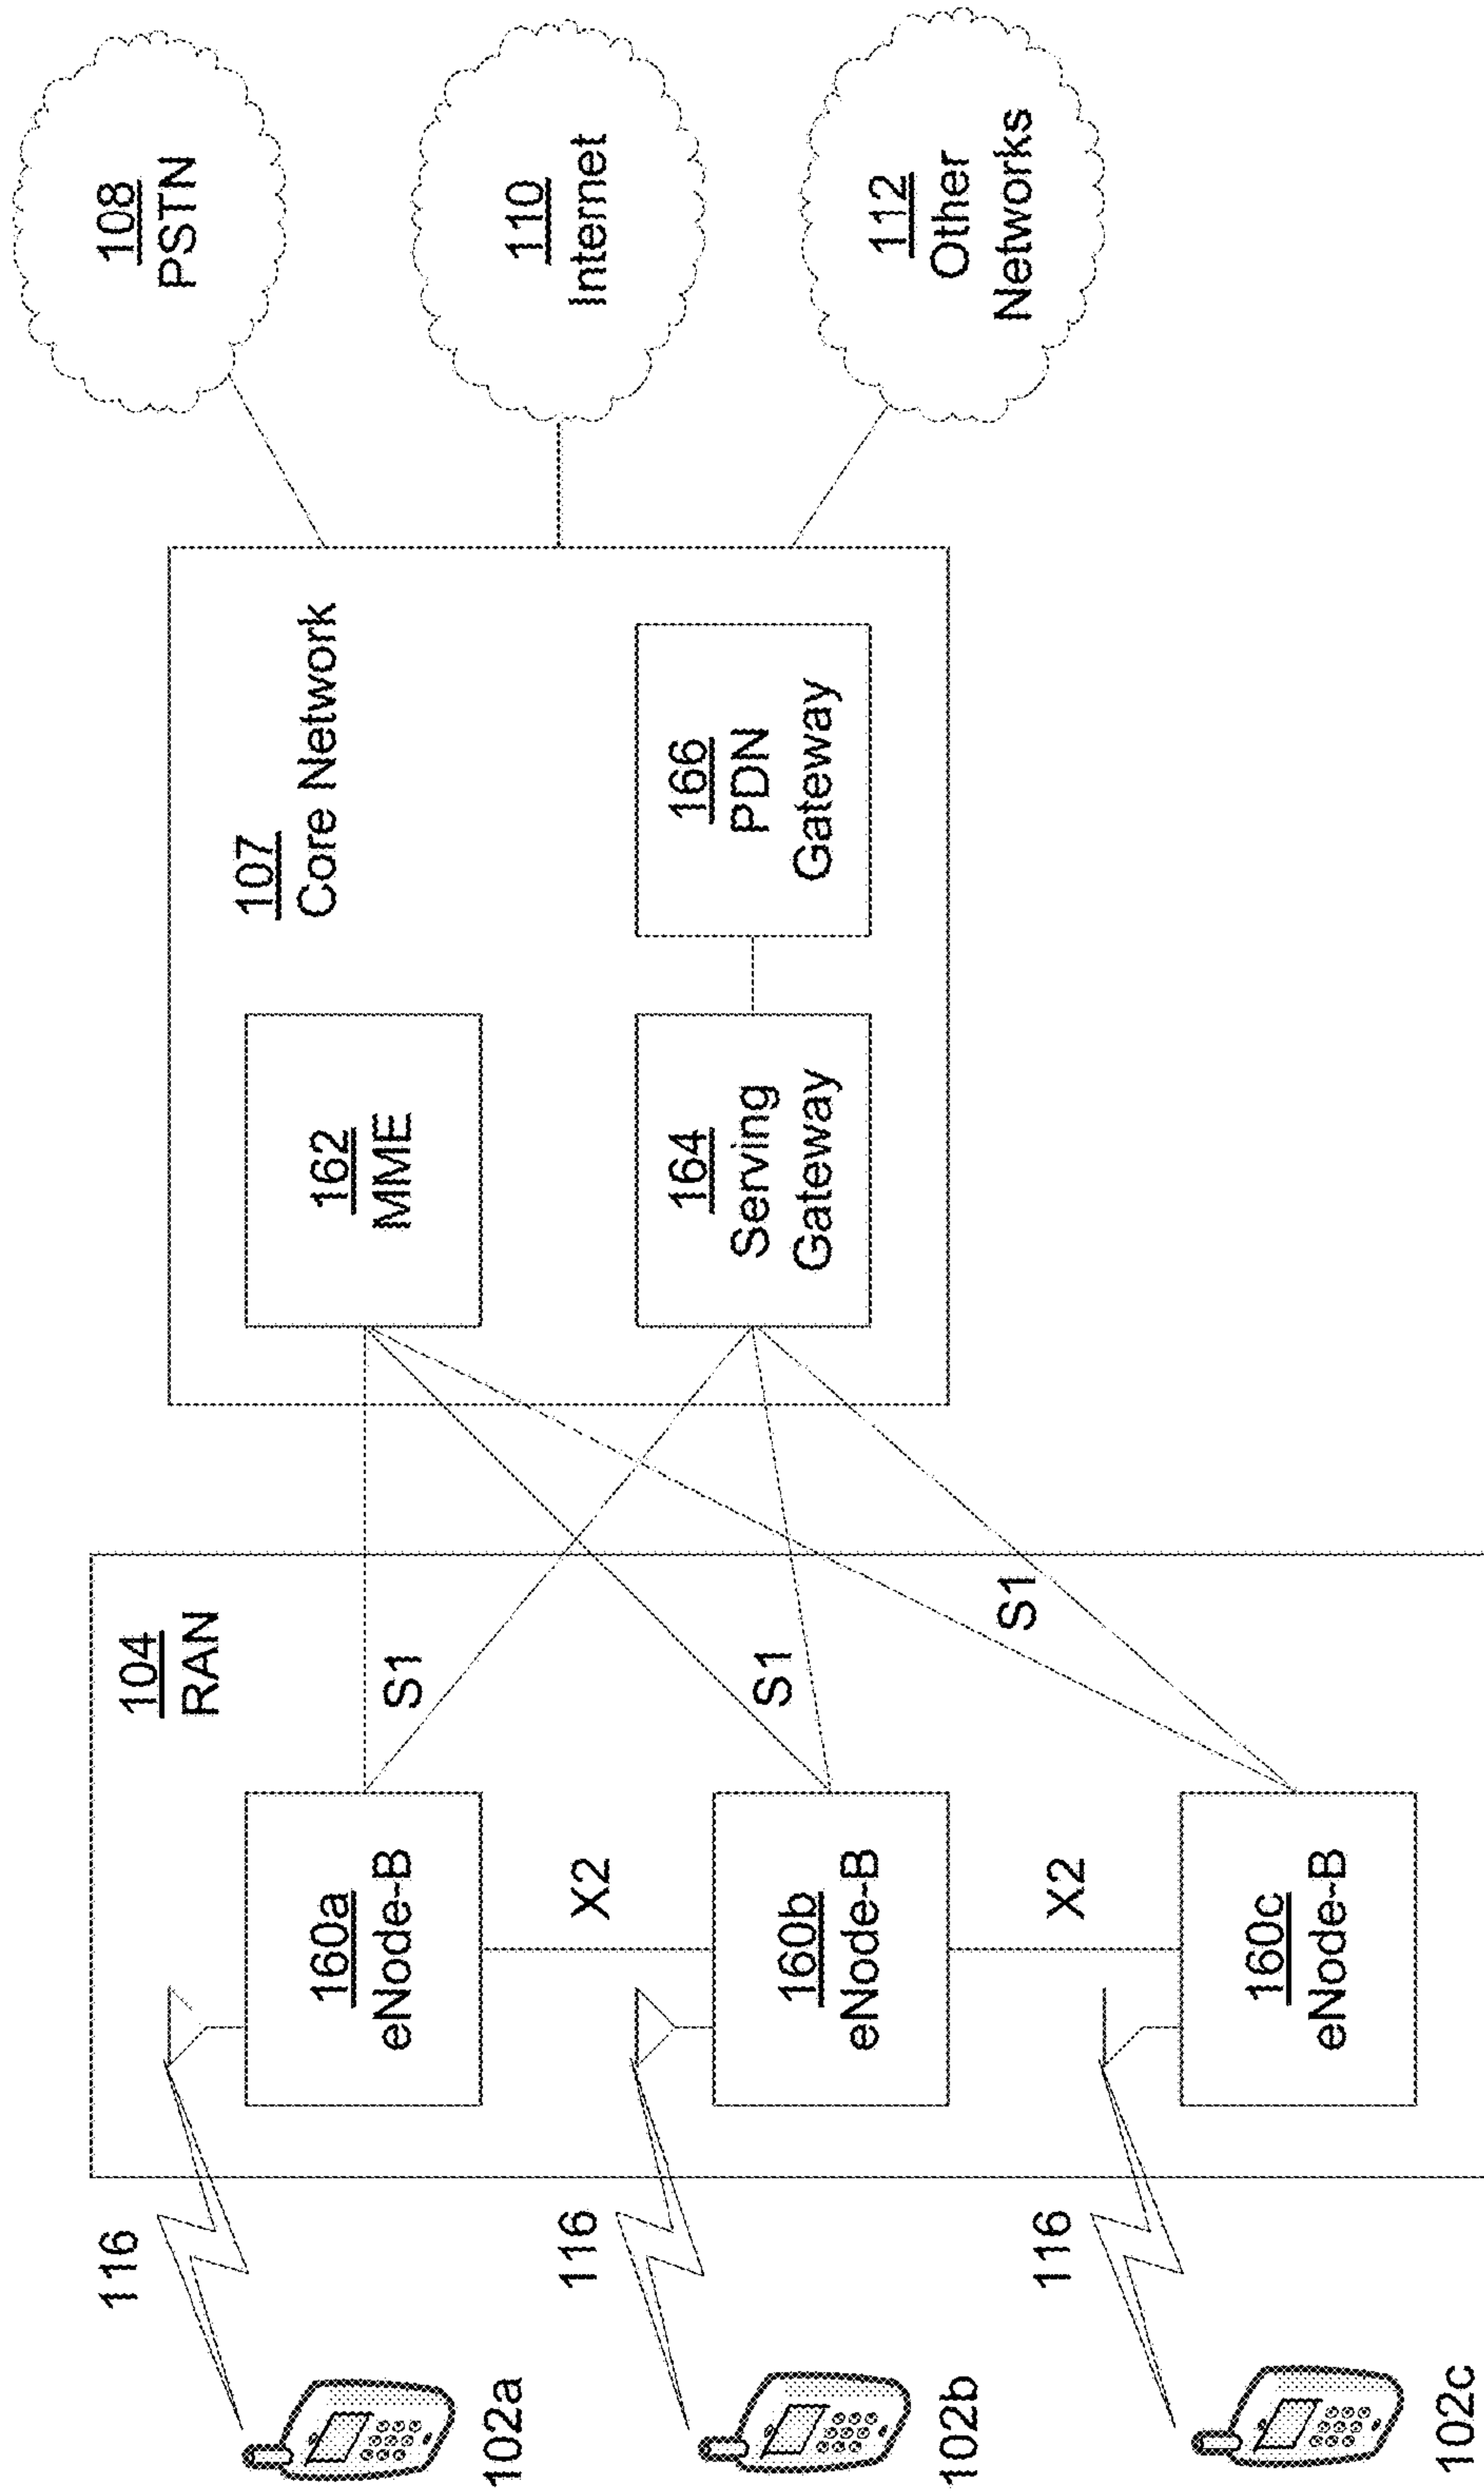 116
102a
116
102b
116
102c
104
RAN
160a
eNode-B
X2
160b
eNode-B
X2
160c
eNode-B
S1
S1
S1
107
Core Network
162
MME
164
Serving
Gateway
166
PDN
Gateway
108
PSTN
110
Internet
112
Other
Networks